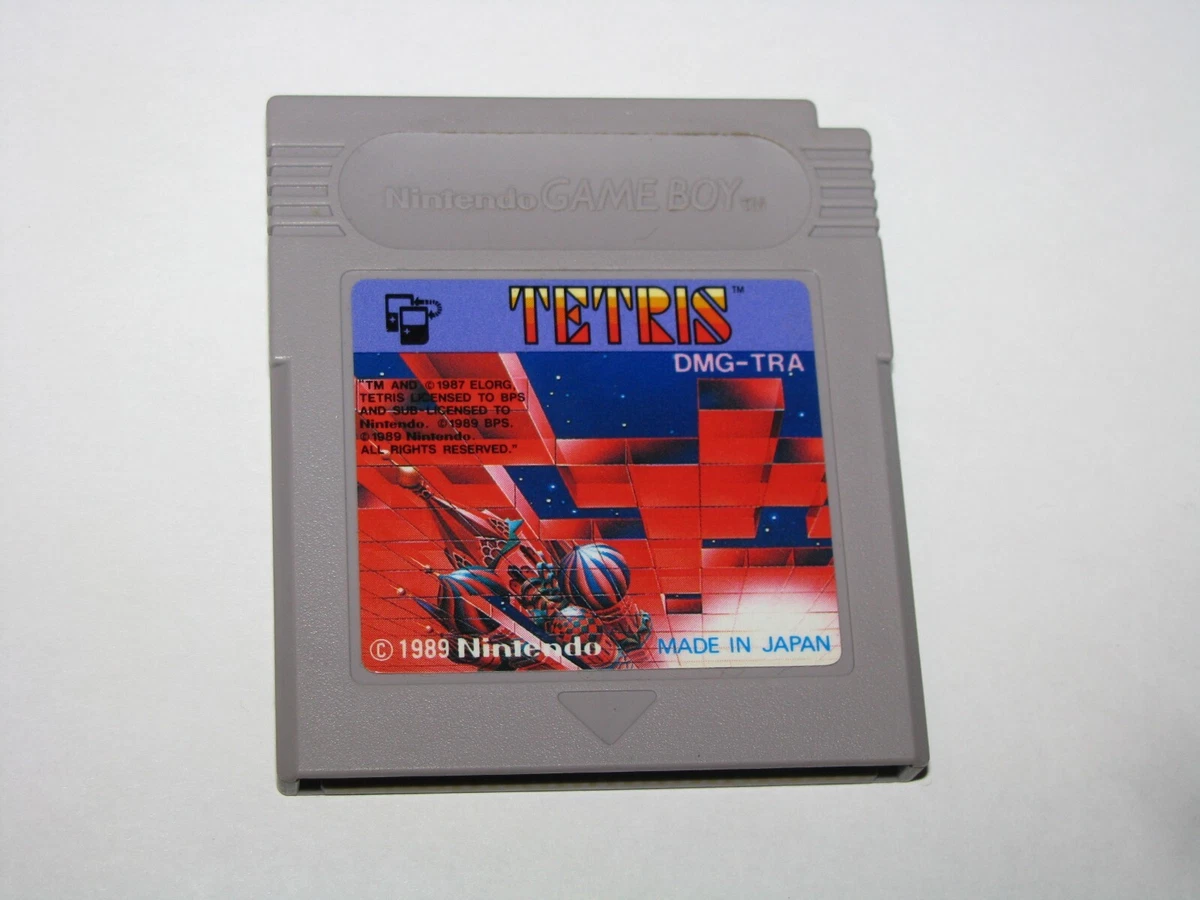 Nintendo GAME BOY TM
TETRIS TM
DMG-TRA
"TM AND © 1987 ELORG,
TETRIS LICENSED TO BPS
AND SUB-LICENSED TO
Nintendo. © 1989 BPS.
© 1989 Nintendo.
ALL RIGHTS RESERVED."
© 1989 Nintendo MADE IN JAPAN